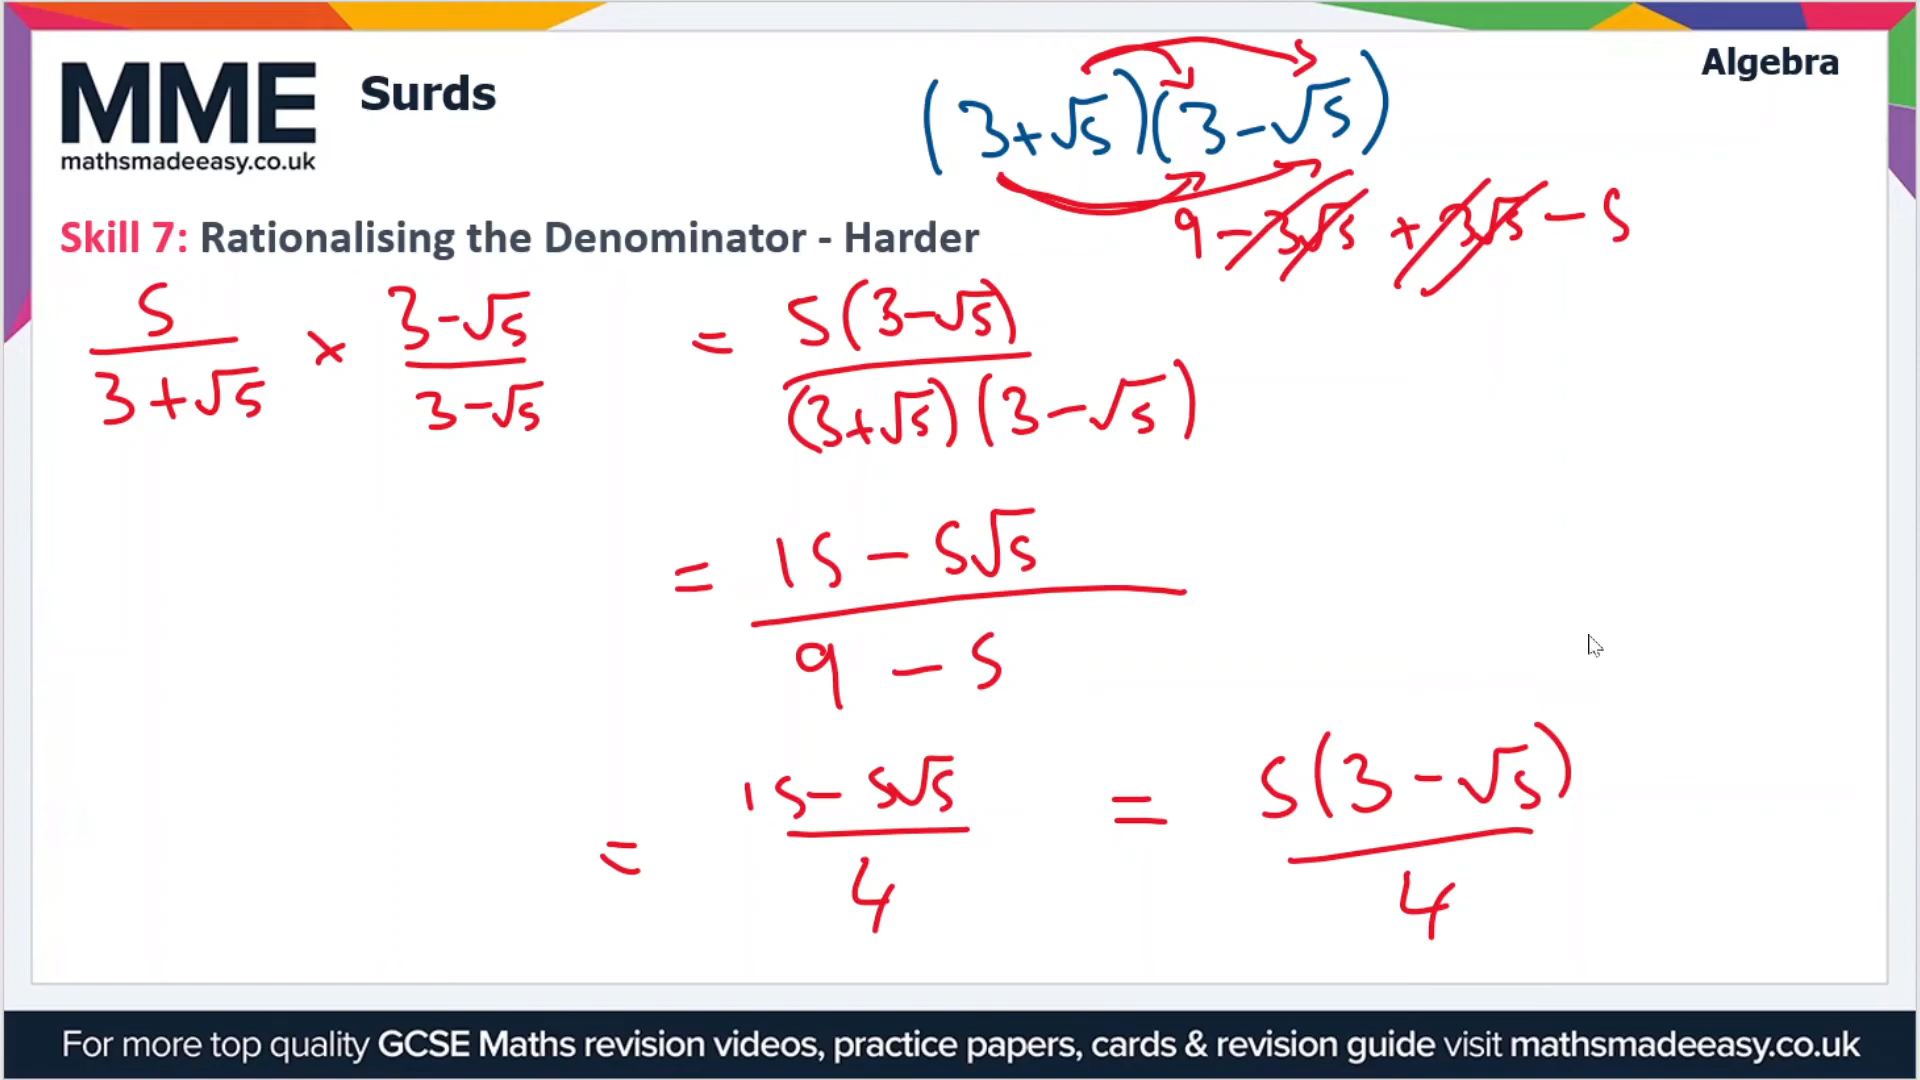 MME
maths​madeeasy.co.uk
Surds
Algebra
(3+√5)(3-√5)
9 - 3√5 + 3√5 - 5
Skill 7: Rationalising the Denominator - Harder
5/(3+√5) × (3-√5)/(3-√5) = 5(3-√5)/(3+√5)(3-√5)
= (15 - 5√5)/(9 - 5)
= (15 - 5√5)/4 = 5(3-√5)/4
For more top quality GCSE Maths revision videos, practice papers, cards & revision guide visit mathsmadeeasy.co.uk